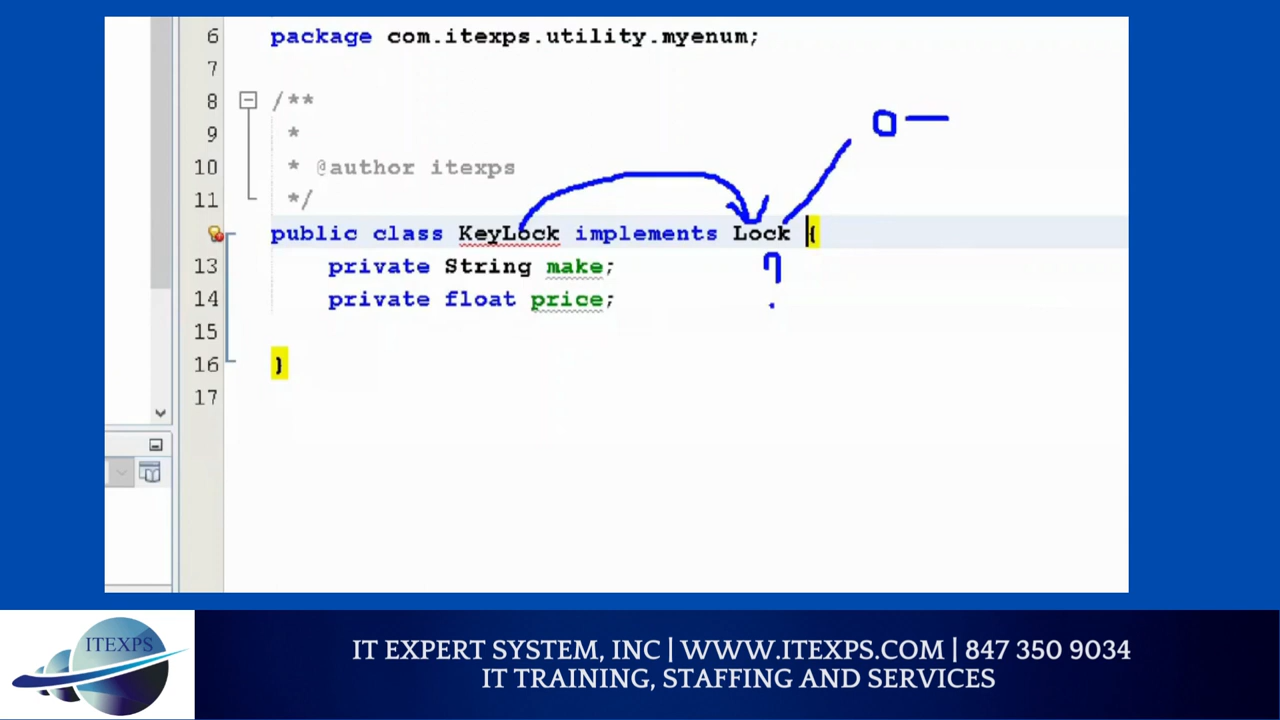 6 package com.itexps.utility.myenum;
7
8 /**
9 *
10 * @author itexps
11 */
public class KeyLock implements Lock {
13 private String make;
14 private float price;
15
16 }
17
ITEXPS
IT EXPERT SYSTEM, INC | WWW.ITEXPS.COM | 847 350 9034
IT TRAINING, STAFFING AND SERVICES